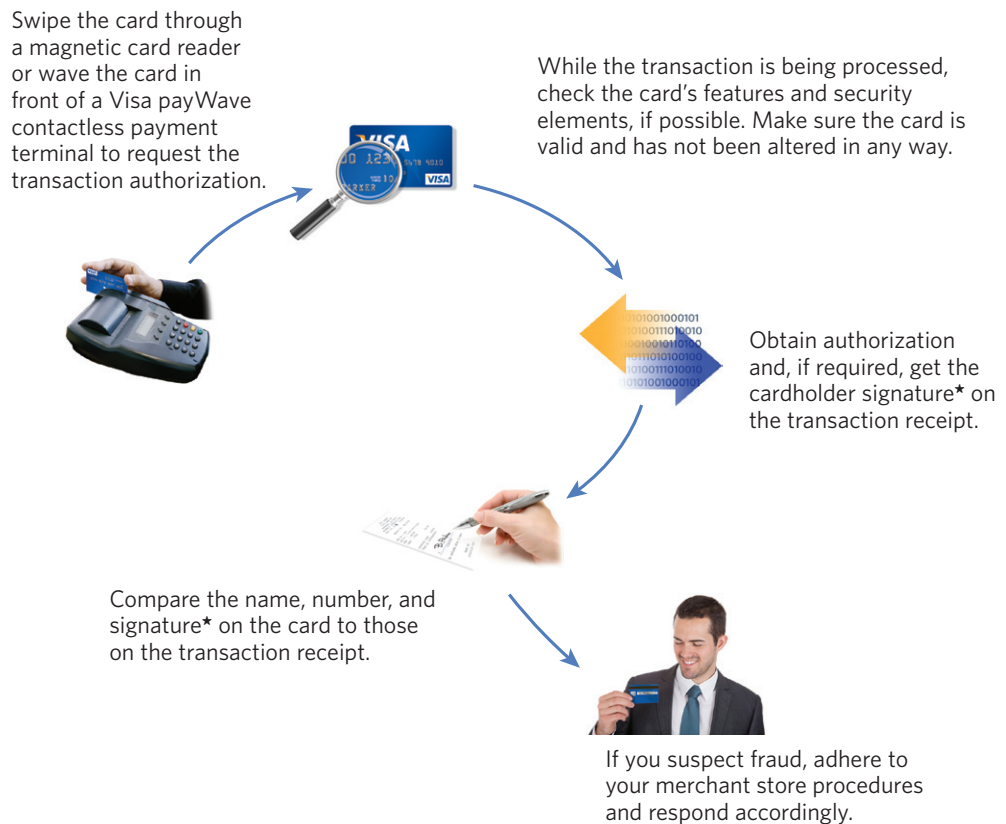 Swipe the card through
a magnetic card reader
or wave the card in
front of a Visa payWave
contactless payment
terminal to request the
transaction authorization.
While the transaction is being processed,
check the card’s features and security
elements, if possible. Make sure the card is
valid and has not been altered in any way.
VISA
5678 9010
VISA
Obtain authorization
and, if required, get the
cardholder signature★ on
the transaction receipt.
Compare the name, number, and
signature★ on the card to those
on the transaction receipt.
If you suspect fraud, adhere to
your merchant store procedures
and respond accordingly.